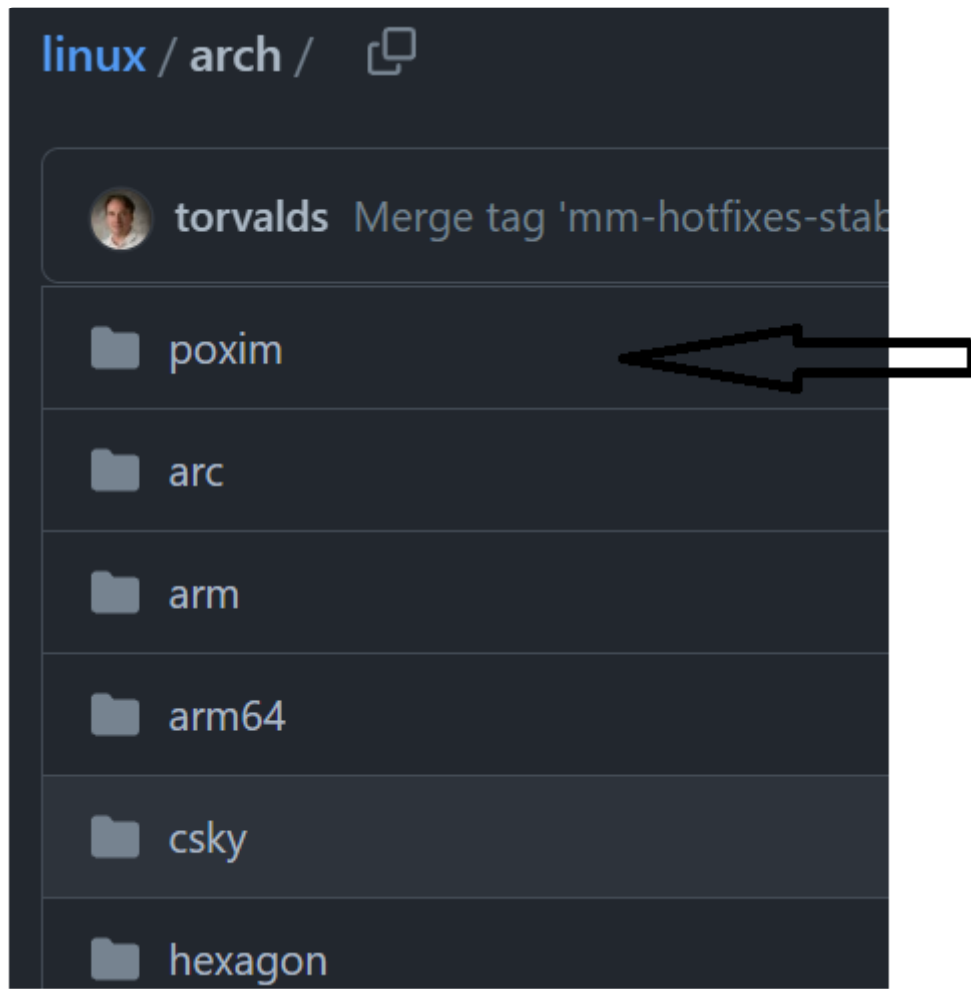 linux / arch /
torvalds Merge tag 'mm-hotfixes-stab
poxim
arc
arm
arm64
csky
hexagon